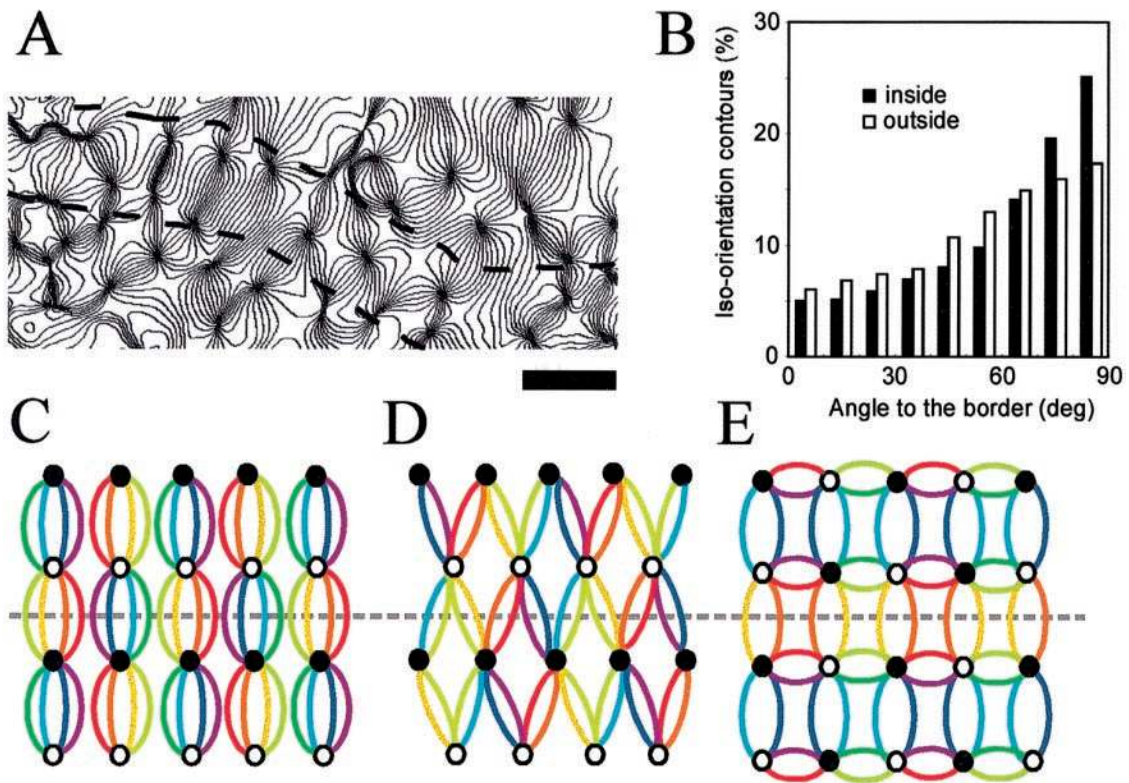 A
B
30
20
10
0
Iso-orientation contours (%)
inside
outside
0 30 60 90
Angle to the border (deg)
C
D
E